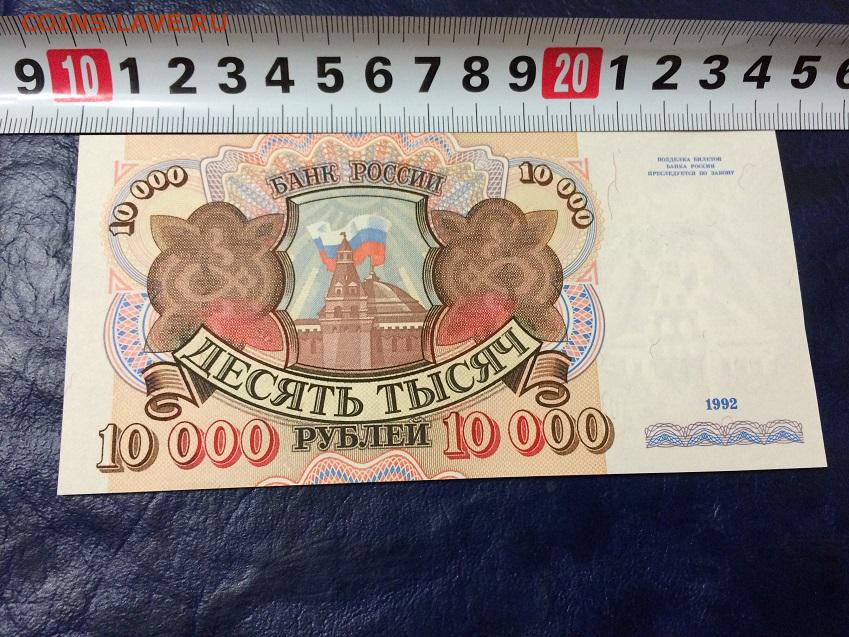 COINS.LAVE.RU
9 10 1 2 3 4 5 6 7 8 9 20 1 2 3 4 5 6
ПОДДЕЛКА БИЛЕТОВ
БАНКА РОССИИ
ПРЕСЛЕДУЕТСЯ ПО ЗАКОНУ
10 000
БАНК РОССИИ
10 000
ДЕСЯТЬ ТЫСЯЧ
1992
10 000 РУБЛЕЙ 10 000